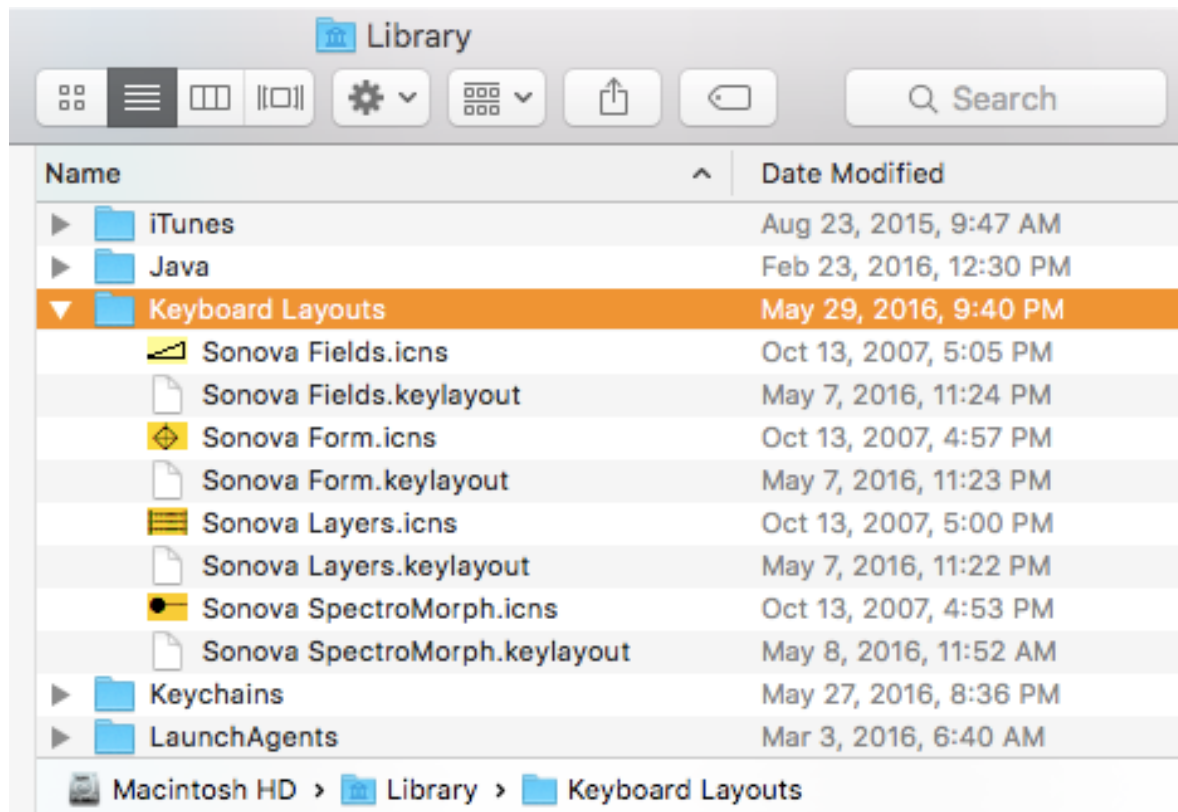 Library
Search
Name Date Modified
iTunes Aug 23, 2015, 9:47 AM
Java Feb 23, 2016, 12:30 PM
Keyboard Layouts May 29, 2016, 9:40 PM
Sonova Fields.icns Oct 13, 2007, 5:05 PM
Sonova Fields.keylayout May 7, 2016, 11:24 PM
Sonova Form.icns Oct 13, 2007, 4:57 PM
Sonova Form.keylayout May 7, 2016, 11:23 PM
Sonova Layers.icns Oct 13, 2007, 5:00 PM
Sonova Layers.keylayout May 7, 2016, 11:22 PM
Sonova SpectroMorph.icns Oct 13, 2007, 4:53 PM
Sonova SpectroMorph.keylayout May 8, 2016, 11:52 AM
Keychains May 27, 2016, 8:36 PM
LaunchAgents Mar 3, 2016, 6:40 AM
Macintosh HD › Library › Keyboard Layouts